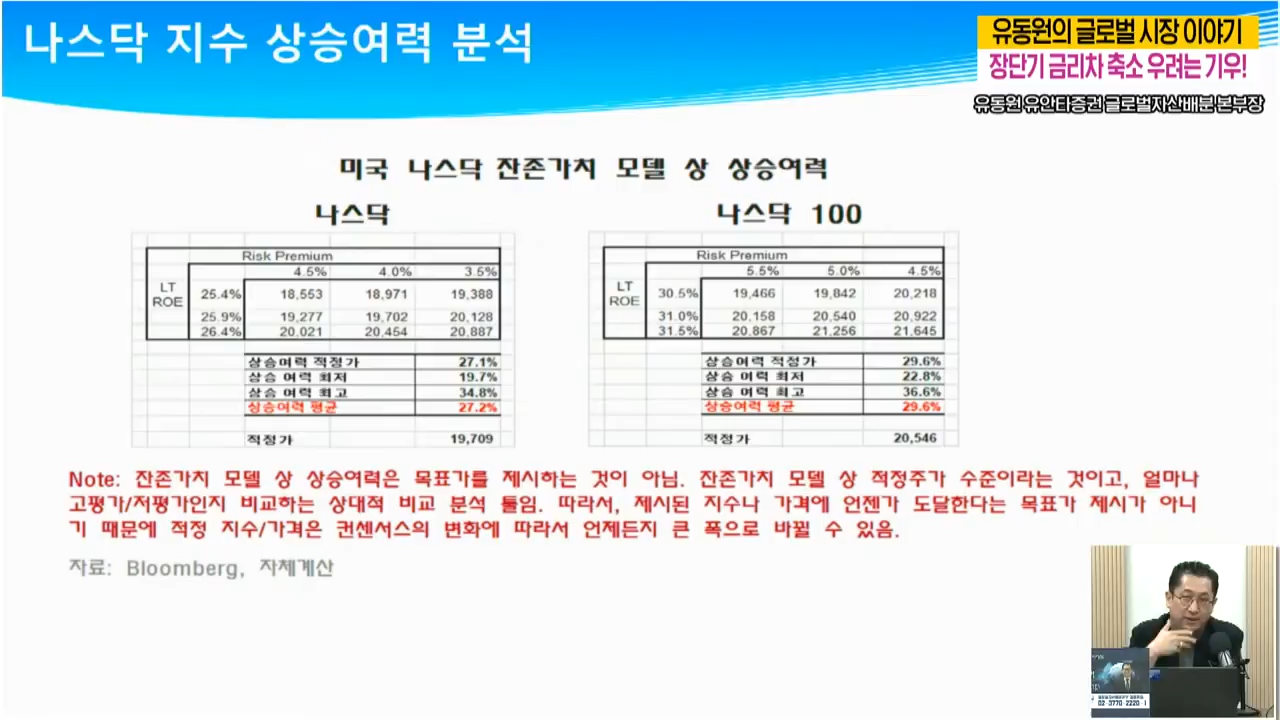 나스닥 지수 상승여력 분석
유동원의 글로벌 시장 이야기
장단기 금리차 축소 우려는 기우!
유동원 유안타증권 글로벌자산배분 본부장
미국 나스닥 잔존가치 모델 상 상승여력
나스닥
Risk Premium
4.5% 4.0% 3.5%
LT ROE
25.4% 18,553 18,971 19,388
25.9% 19,277 19,702 20,128
26.4% 20,021 20,454 20,887
상승여력 적정가 27.1%
상승 여력 최저 19.7%
상승 여력 최고 34.8%
상승여력 평균 27.2%
적정가 19,709
나스닥 100
Risk Premium
5.5% 5.0% 4.5%
LT ROE
30.5% 19,466 19,842 20,218
31.0% 20,158 20,540 20,922
31.5% 20,867 21,256 21,645
상승여력 적정가 29.6%
상승 여력 최저 22.8%
상승 여력 최고 36.6%
상승여력 평균 29.6%
적정가 20,546
Note: 잔존가치 모델 상 상승여력은 목표가를 제시하는 것이 아님. 잔존가치 모델 상 적정주가 수준이라는 것이고, 얼마나
고평가/저평가인지 비교하는 상대적 비교 분석 툴임. 따라서, 제시된 지수나 가격에 언젠가 도달한다는 목표가 제시가 아니
기 때문에 적정 지수/가격은 컨센서스의 변화에 따라서 언제든지 큰 폭으로 바뀔 수 있음.
자료: Bloomberg, 자체계산